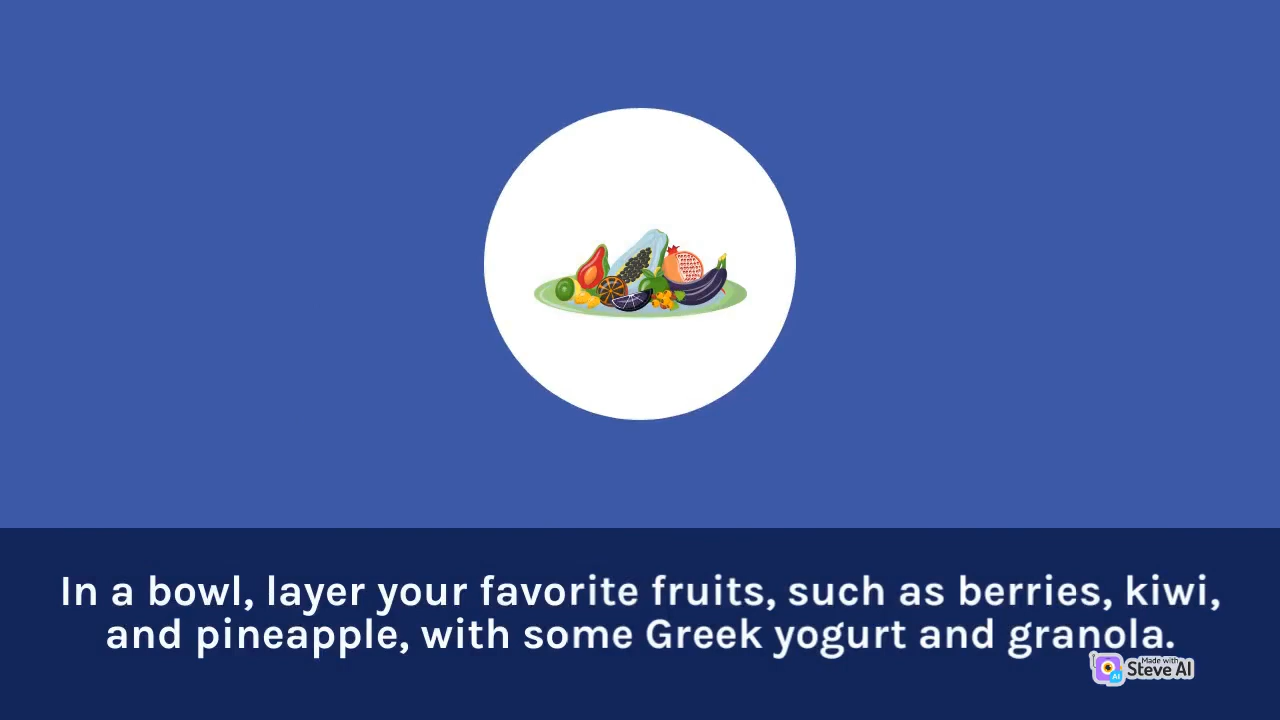 In a bowl, layer your favorite fruits, such as berries, kiwi,
and pineapple, with some Greek yogurt and granola.
Made with
Steve AI
AI